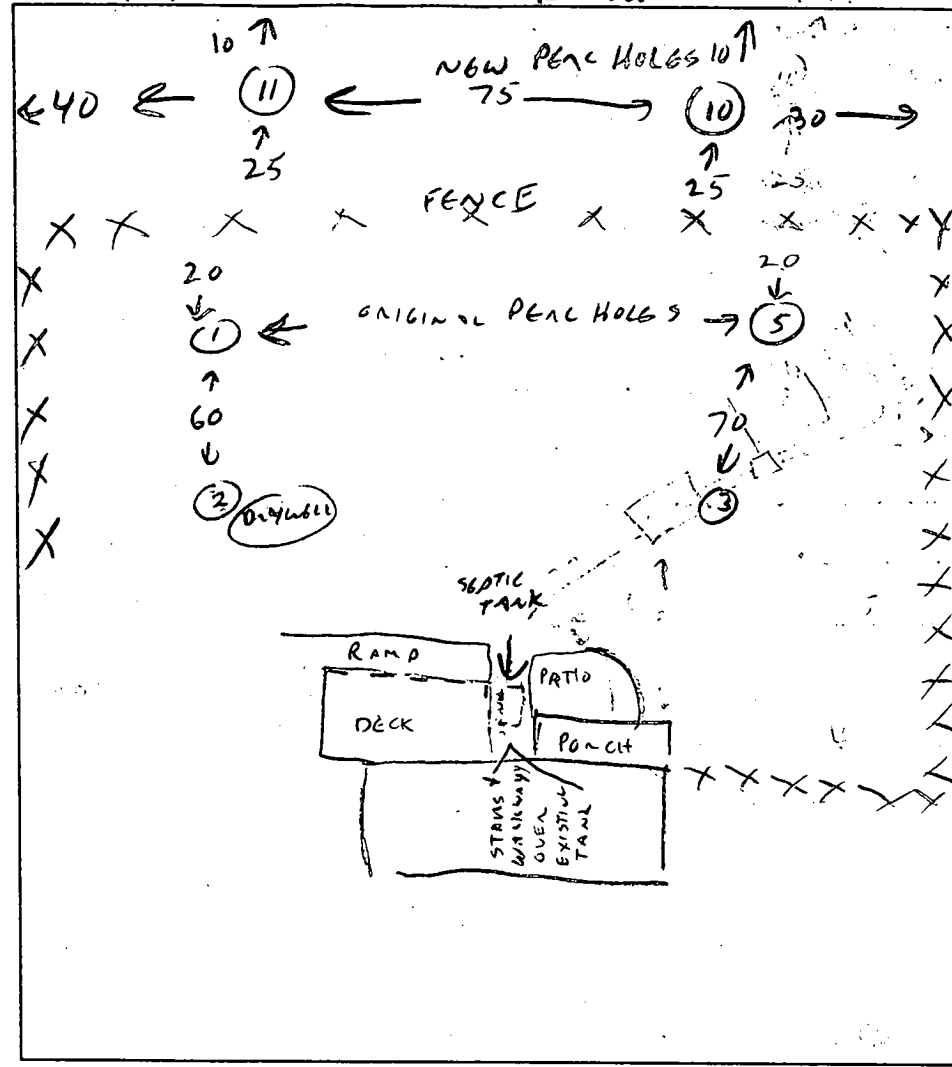 10 10
NEW PERC HOLES
40 11 75 10 30
25 25
FENCE
X X X X X X X X X X X
20 20
1 ORIGINAL PERC HOLES 5
60 70
2 DRYWELL 3
SEPTIC
TANK
RAMP
PATIO
DECK
PORCH
X X X X
STAIRS
WALKWAY
OVER
EXISTING
TANK